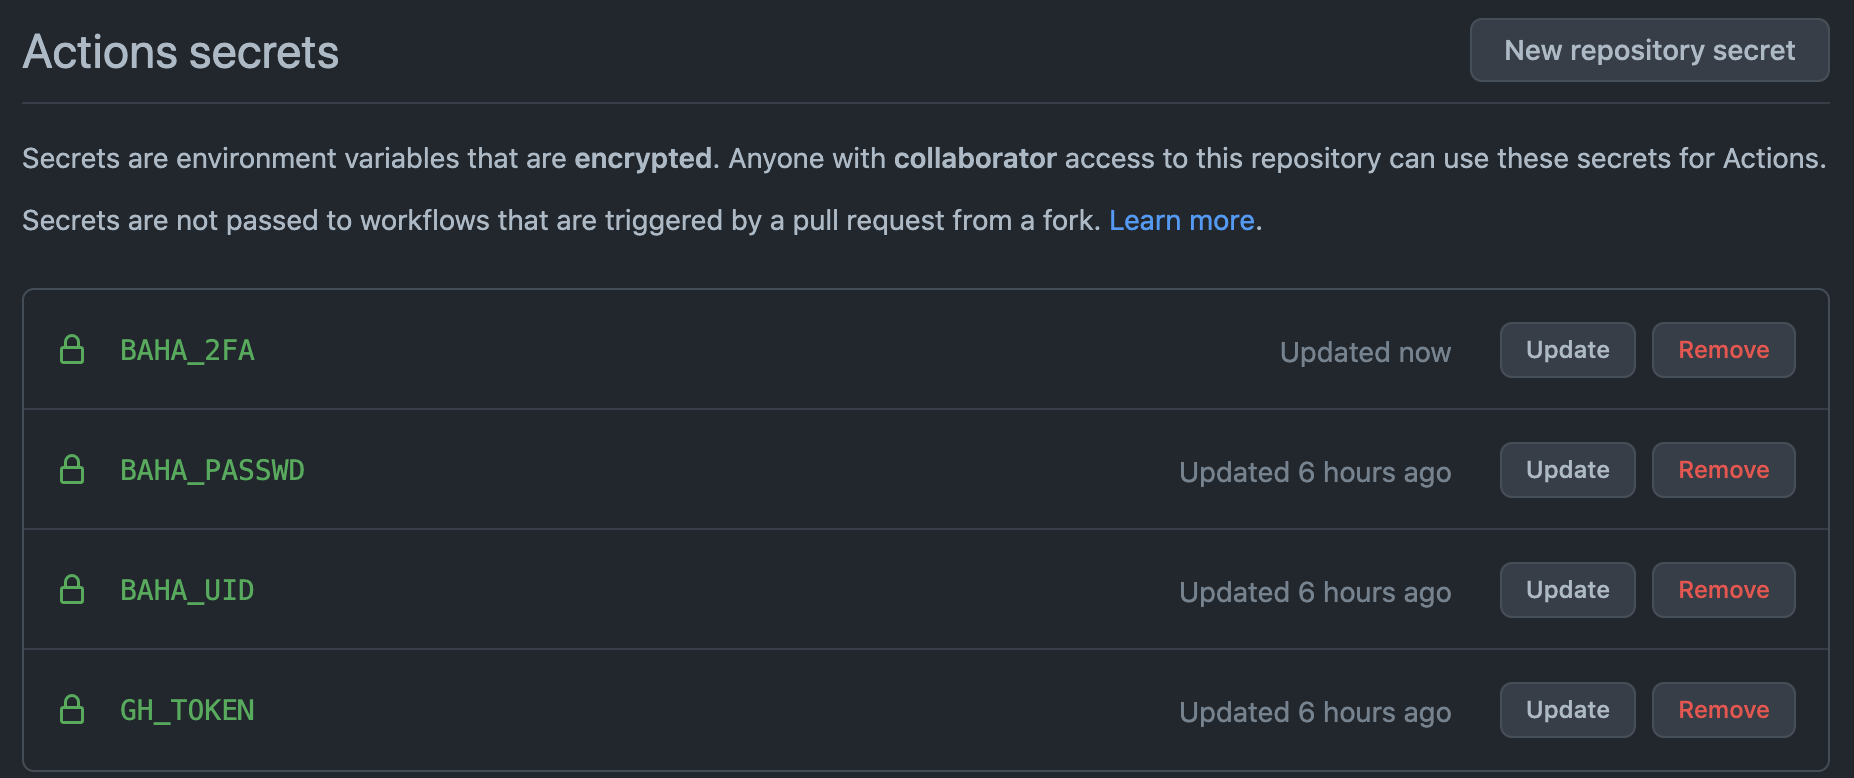 Actions secrets
New repository secret
Secrets are environment variables that are encrypted. Anyone with collaborator access to this repository can use these secrets for Actions.
Secrets are not passed to workflows that are triggered by a pull request from a fork. Learn more.
BAHA_2FA Updated now Update Remove
BAHA_PASSWD Updated 6 hours ago Update Remove
BAHA_UID Updated 6 hours ago Update Remove
GH_TOKEN Updated 6 hours ago Update Remove